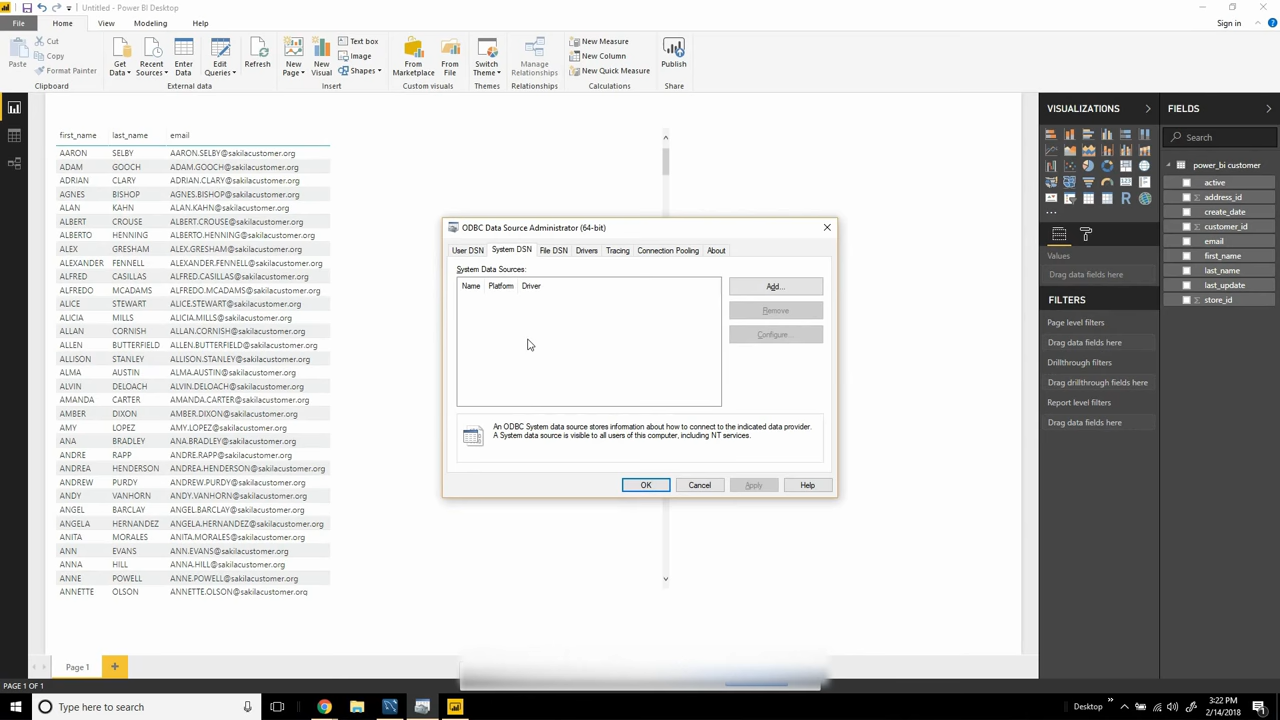 Untitled - Power BI Desktop
File Home View Modeling Help Sign in
Paste Cut Copy Format Painter
Get Data Recent Sources Enter Data Edit Queries Refresh
New Page New Visual Text box Image Shapes
From Marketplace From File Switch Theme Manage Relationships
New Measure New Column New Quick Measure Publish
Clipboard External data Insert Custom visuals Themes Relationships Calculations Share
first_name last_name email
AARON SELBY AARON.SELBY@sakilacustomer.org
ADAM GOOCH ADAM.GOOCH@sakilacustomer.org
ADRIAN CLARY ADRIAN.CLARY@sakilacustomer.org
AGNES BISHOP AGNES.BISHOP@sakilacustomer.org
ALAN KAHN ALAN.KAHN@sakilacustomer.org
ALBERT CROUSE ALBERT.CROUSE@sakilacustomer.org
ALBERTO HENNING ALBERTO.HENNING@sakilacustomer.org
ALEX GRESHAM ALEX.GRESHAM@sakilacustomer.org
ALEXANDER FENNELL ALEXANDER.FENNELL@sakilacustomer.org
ALFRED CASILLAS ALFRED.CASILLAS@sakilacustomer.org
ALFREDO MCADAMS ALFREDO.MCADAMS@sakilacustomer.org
ALICE STEWART ALICE.STEWART@sakilacustomer.org
ALICIA MILLS ALICIA.MILLS@sakilacustomer.org
ALLAN CORNISH ALLAN.CORNISH@sakilacustomer.org
ALLEN BUTTERFIELD ALLEN.BUTTERFIELD@sakilacustomer.org
ALLISON STANLEY ALLISON.STANLEY@sakilacustomer.org
ALMA AUSTIN ALMA.AUSTIN@sakilacustomer.org
ALVIN DELOACH ALVIN.DELOACH@sakilacustomer.org
AMANDA CARTER AMANDA.CARTER@sakilacustomer.org
AMBER DIXON AMBER.DIXON@sakilacustomer.org
AMY LOPEZ AMY.LOPEZ@sakilacustomer.org
ANA BRADLEY ANA.BRADLEY@sakilacustomer.org
ANDRE RAPP ANDRE.RAPP@sakilacustomer.org
ANDREA HENDERSON ANDREA.HENDERSON@sakilacustomer.org
ANDREW PURDY ANDREW.PURDY@sakilacustomer.org
ANDY VANHORN ANDY.VANHORN@sakilacustomer.org
ANGEL BARCLAY ANGEL.BARCLAY@sakilacustomer.org
ANGELA HERNANDEZ ANGELA.HERNANDEZ@sakilacustomer.org
ANITA MORALES ANITA.MORALES@sakilacustomer.org
ANN EVANS ANN.EVANS@sakilacustomer.org
ANNA HILL ANNA.HILL@sakilacustomer.org
ANNE POWELL ANNE.POWELL@sakilacustomer.org
ANNETTE OLSON ANNETTE.OLSON@sakilacustomer.org
ODBC Data Source Administrator (64-bit)
User DSN System DSN File DSN Drivers Tracing Connection Pooling About
System Data Sources:
Name Platform Driver
Add...
Remove
Configure...
An ODBC System data source stores information about how to connect to the indicated data provider.
A System data source is visible to all users of this computer, including NT services.
OK Cancel Apply Help
VISUALIZATIONS
R
Values
Drag data fields here
FILTERS
Page level filters
Drag data fields here
Drillthrough filters
Drag drillthrough fields here
Report level filters
Drag data fields here
FIELDS
Search
power_bi customer
active
Σ address_id
create_date
Σ customer_id
email
first_name
last_name
last_update
Σ store_id
Page 1
PAGE 1 OF 1
Type here to search
Desktop
3:22 PM
2/14/2018
1